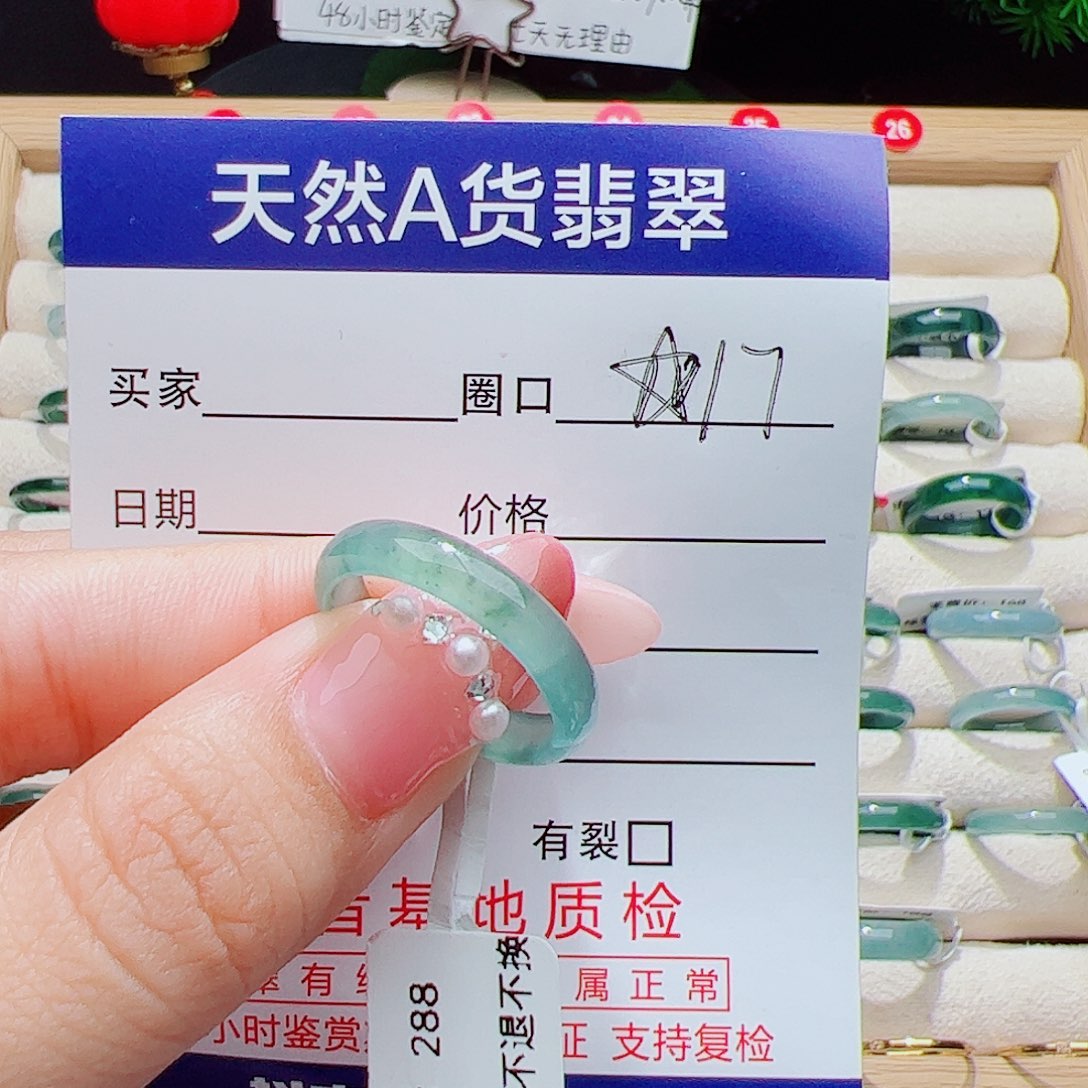 48小时鉴定
天无理由
26
天然A货翡翠
买家 圈口 17
日期 价格
有裂□
基地质检
有 属正常
小时鉴赏 证 支持复检
288
不退不换